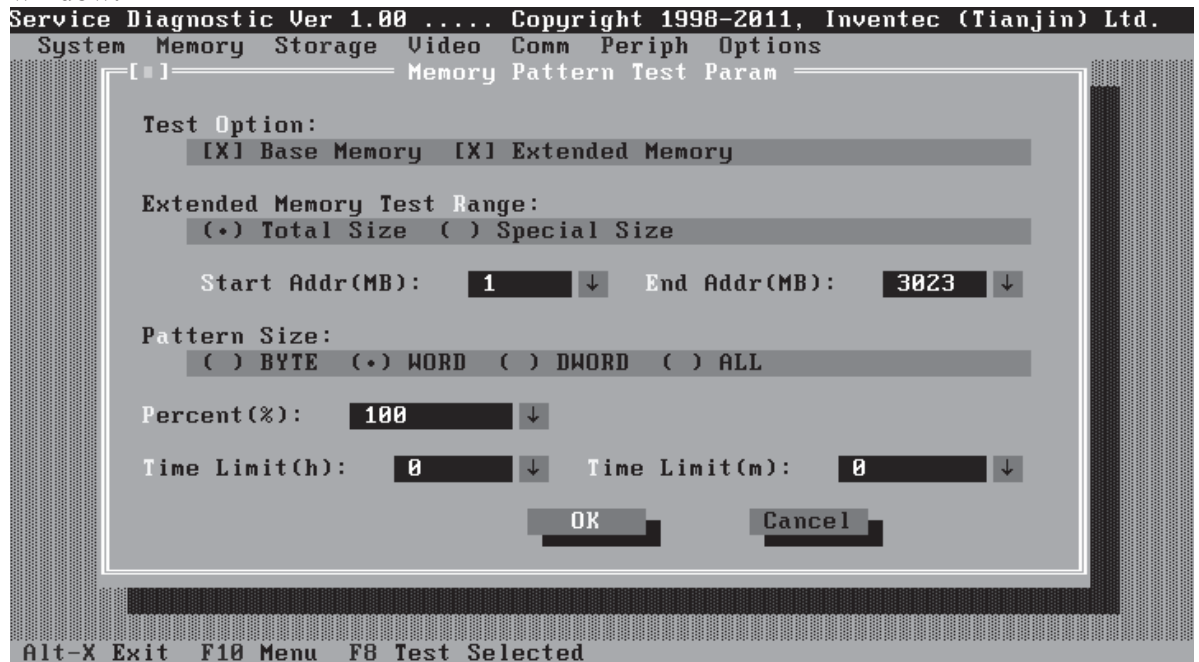 Service Diagnostic Ver 1.00 ..... Copyright 1998-2011, Inventec (Tianjin) Ltd.
System Memory Storage Video Comm Periph Options
[■] Memory Pattern Test Param
Test Option:
[X] Base Memory [X] Extended Memory
Extended Memory Test Range:
(•) Total Size ( ) Special Size
Start Addr(MB): 1 ↓ End Addr(MB): 3023 ↓
Pattern Size:
( ) BYTE (•) WORD ( ) DWORD ( ) ALL
Percent(%): 100 ↓
Time Limit(h): 0 ↓ Time Limit(m): 0 ↓
OK Cancel
Alt-X Exit F10 Menu F8 Test Selected